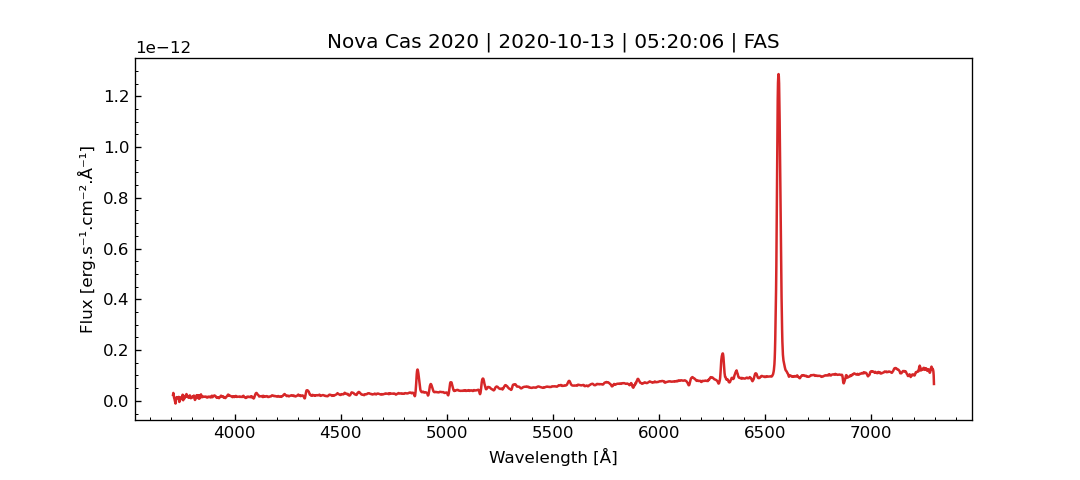 Nova Cas 2020 | 2020-10-13 | 05:20:06 | FAS
1e−12
1.2
1.0
0.8
0.6
0.4
0.2
0.0
Flux [erg.s⁻¹.cm⁻².Å⁻¹]
4000 4500 5000 5500 6000 6500 7000
Wavelength [Å]